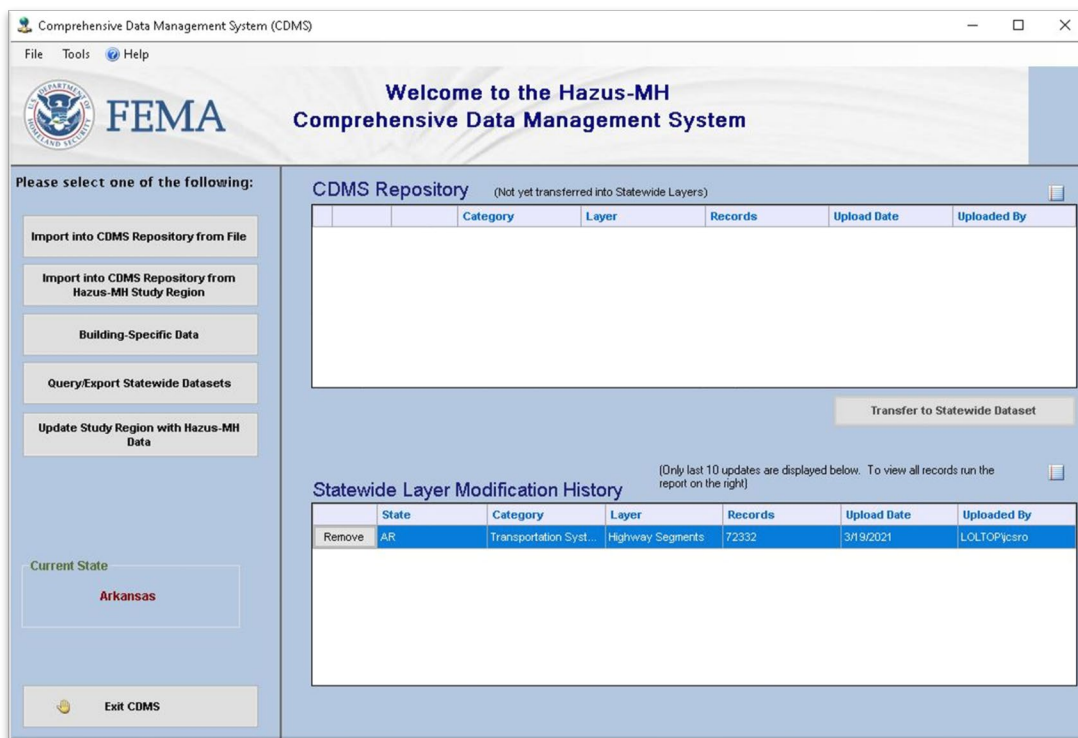 Comprehensive Data Management System (CDMS)
File Tools Help
FEMA
Welcome to the Hazus-MH
Comprehensive Data Management System
Please select one of the following:
Import into CDMS Repository from File
Import into CDMS Repository from
Hazus-MH Study Region
Building-Specific Data
Query/Export Statewide Datasets
Update Study Region with Hazus-MH
Data
Current State
Arkansas
Exit CDMS
CDMS Repository (Not yet transferred into Statewide Layers)
Category Layer Records Upload Date Uploaded By
Transfer to Statewide Dataset
(Only last 10 updates are displayed below. To view all records run the
report on the right)
Statewide Layer Modification History
State Category Layer Records Upload Date Uploaded By
Remove AR Transportation Syst... Highway Segments 72332 3/19/2021 LOLTOP\jcsro